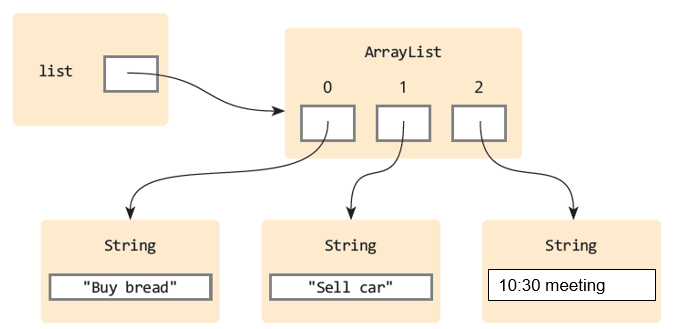 list
ArrayList
0 1 2
String String String
"Buy bread" "Sell car" 10:30 meeting